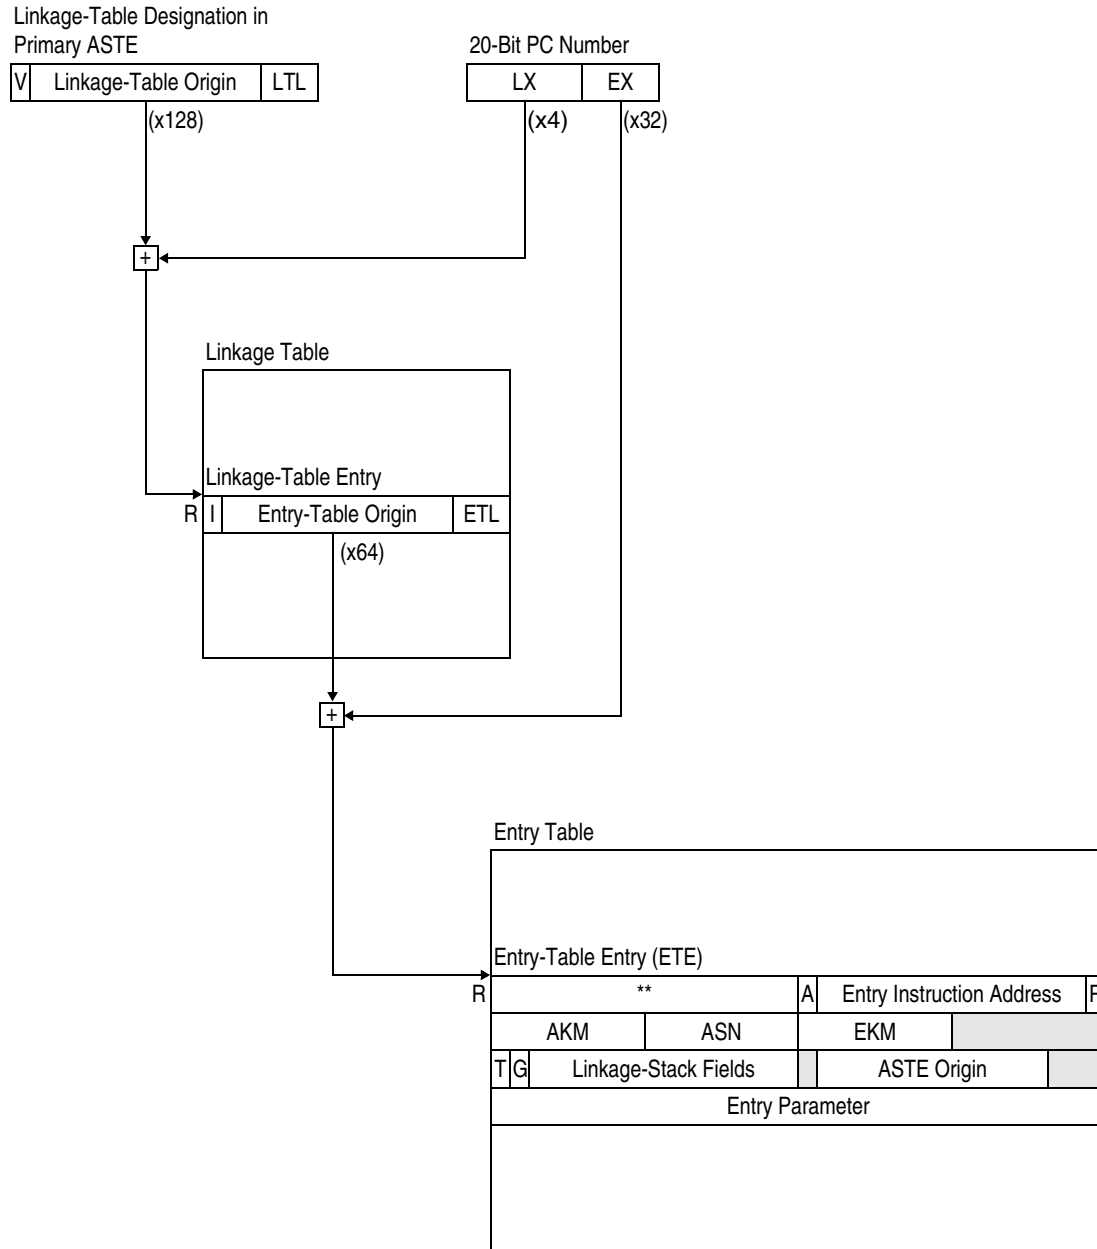 Linkage-Table Designation in
Primary ASTE
20-Bit PC Number
V Linkage-Table Origin LTL
LX EX
(x128)
(x4) (x32)
+
Linkage Table
Linkage-Table Entry
R I Entry-Table Origin ETL
(x64)
+
Entry Table
Entry-Table Entry (ETE)
R ** A Entry Instruction Address
AKM ASN EKM
T G Linkage-Stack Fields ASTE Origin
Entry Parameter